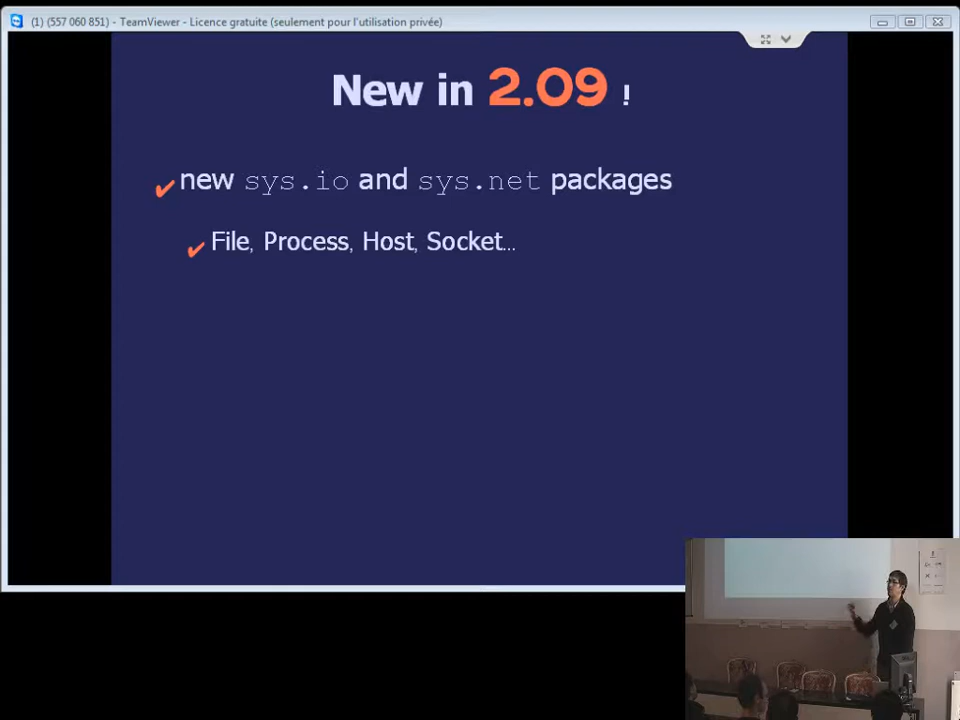 (1) (557 060 851) - TeamViewer - Licence gratuite (seulement pour l'utilisation privée)
New in 2.09 !
new sys.io and sys.net packages
File, Process, Host, Socket...